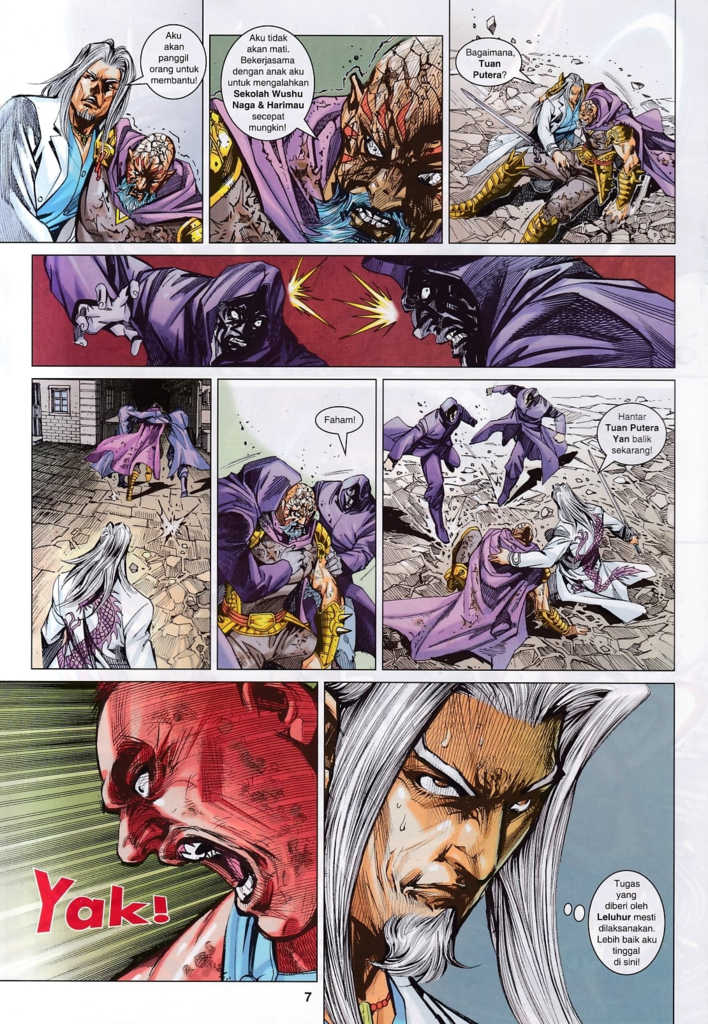 Bagaimana,
Tuan
Putera?
Aku tidak
akan mati.
Bekerjasama
dengan anak aku
untuk mengalahkan
Sekolah Wushu
Naga & Harimau
secepat
mungkin!
Aku
akan
panggil
orang untuk
membantu!
Hantar
Tuan Putera
Yan balik
sekarang!
Faham!
Tugas
yang
diberi oleh
Leluhur mesti
dilaksanakan.
Lebih baik aku
tinggal
di sini!
Yak!
7